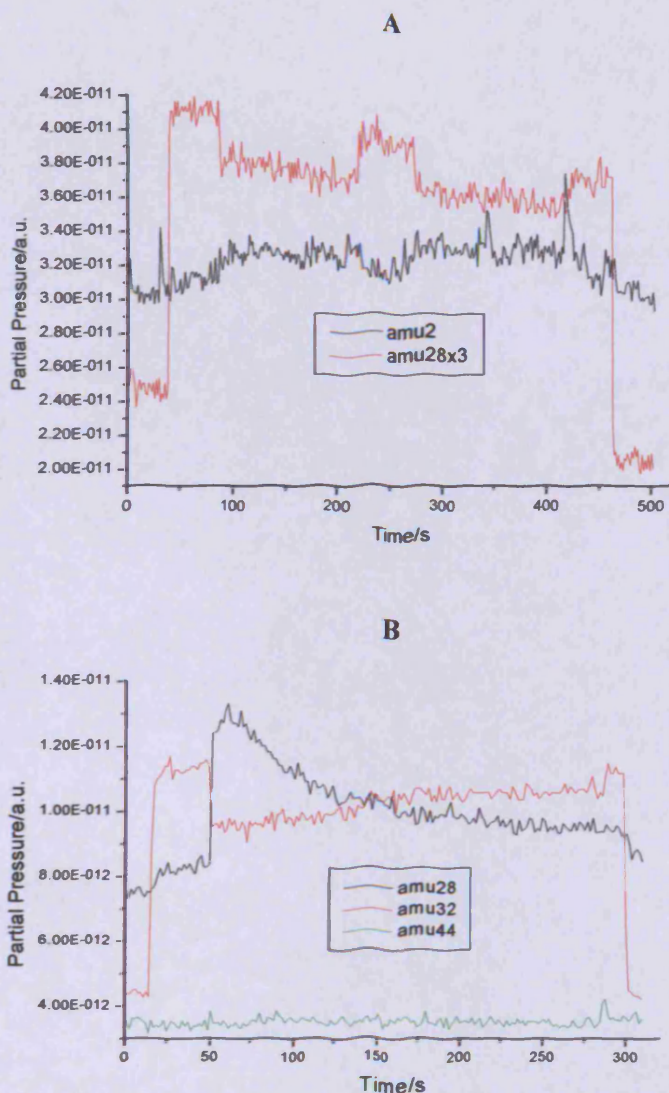 A
Partial Pressure/a.u.
4.20E-011
4.00E-011
3.80E-011
3.60E-011
3.40E-011
3.20E-011
3.00E-011
2.80E-011
2.60E-011
2.40E-011
2.20E-011
2.00E-011
amu2
amu28x3
0 100 200 300 400 500
Time/s
B
Partial Pressure/a.u.
1.40E-011
1.20E-011
1.00E-011
8.00E-012
6.00E-012
4.00E-012
amu28
amu32
amu44
0 50 100 150 200 250 300
Time/s